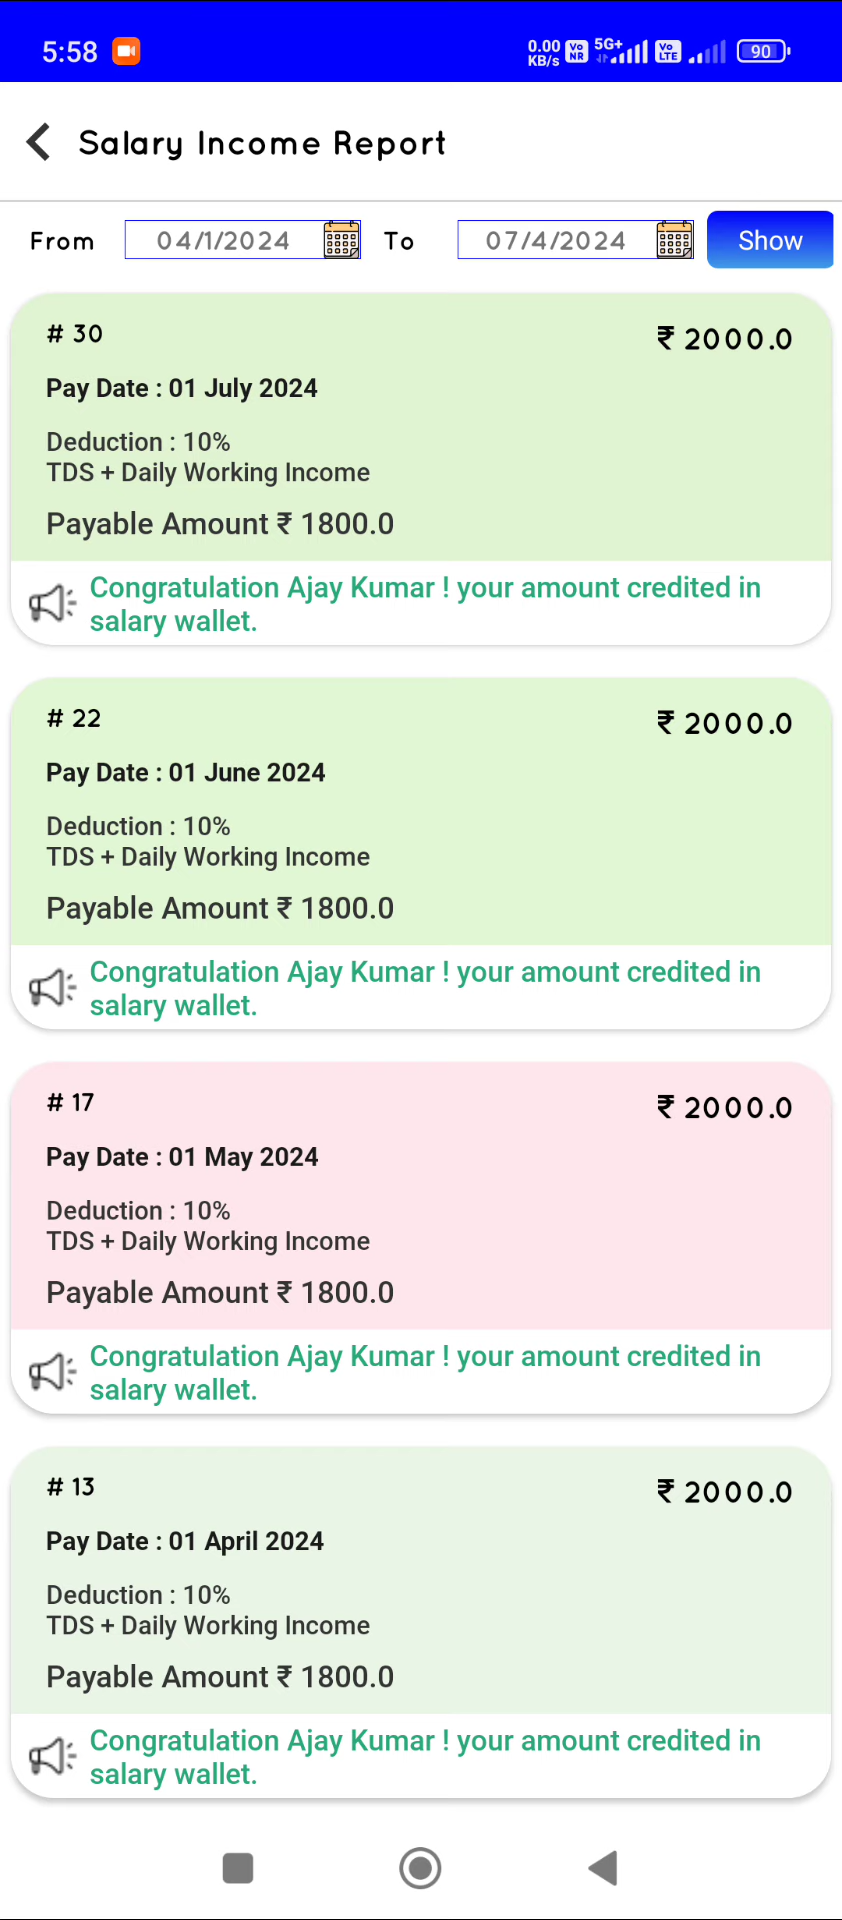 5:58
0.00 KB/s Vo NR 5G+ Vo LTE 90
Salary Income Report
From 04/1/2024 To 07/4/2024 Show
# 30
₹ 2000.0
Pay Date : 01 July 2024
Deduction : 10%
TDS + Daily Working Income
Payable Amount ₹ 1800.0
Congratulation Ajay Kumar ! your amount credited in
salary wallet.
# 22
₹ 2000.0
Pay Date : 01 June 2024
Deduction : 10%
TDS + Daily Working Income
Payable Amount ₹ 1800.0
Congratulation Ajay Kumar ! your amount credited in
salary wallet.
# 17
₹ 2000.0
Pay Date : 01 May 2024
Deduction : 10%
TDS + Daily Working Income
Payable Amount ₹ 1800.0
Congratulation Ajay Kumar ! your amount credited in
salary wallet.
# 13
₹ 2000.0
Pay Date : 01 April 2024
Deduction : 10%
TDS + Daily Working Income
Payable Amount ₹ 1800.0
Congratulation Ajay Kumar ! your amount credited in
salary wallet.